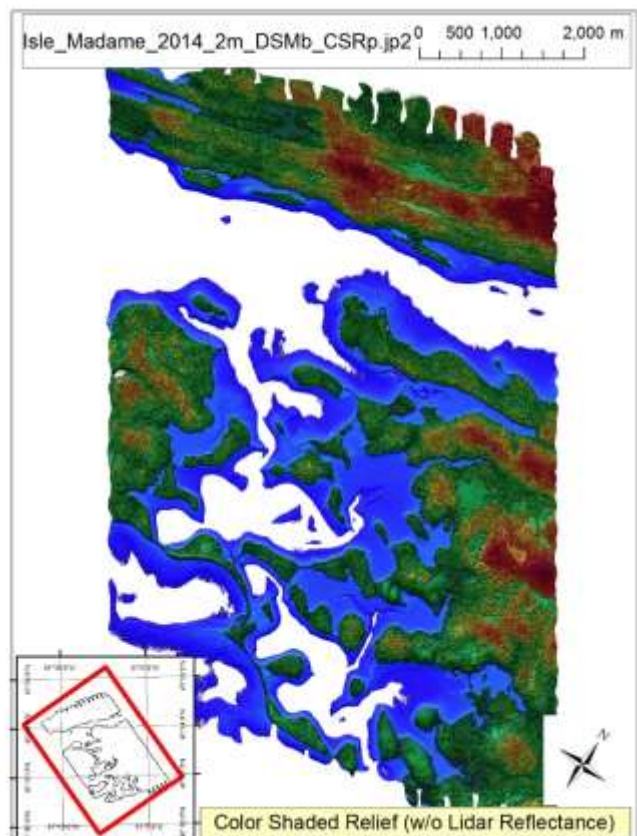 Isle_Madame_2014_2m_DSMb_CSRp.jp2
0 500 1,000 2,000 m
N
Color Shaded Relief (w/o Lidar Reflectance)